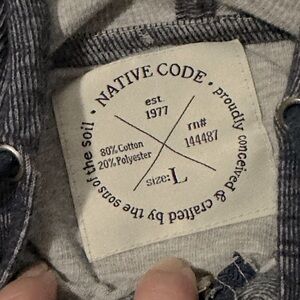 • NATIVE CODE • proudly conceived & crafted by the sons of the soil
est.
1977
80% Cotton
20% Polyester
rn#
144487
size: L